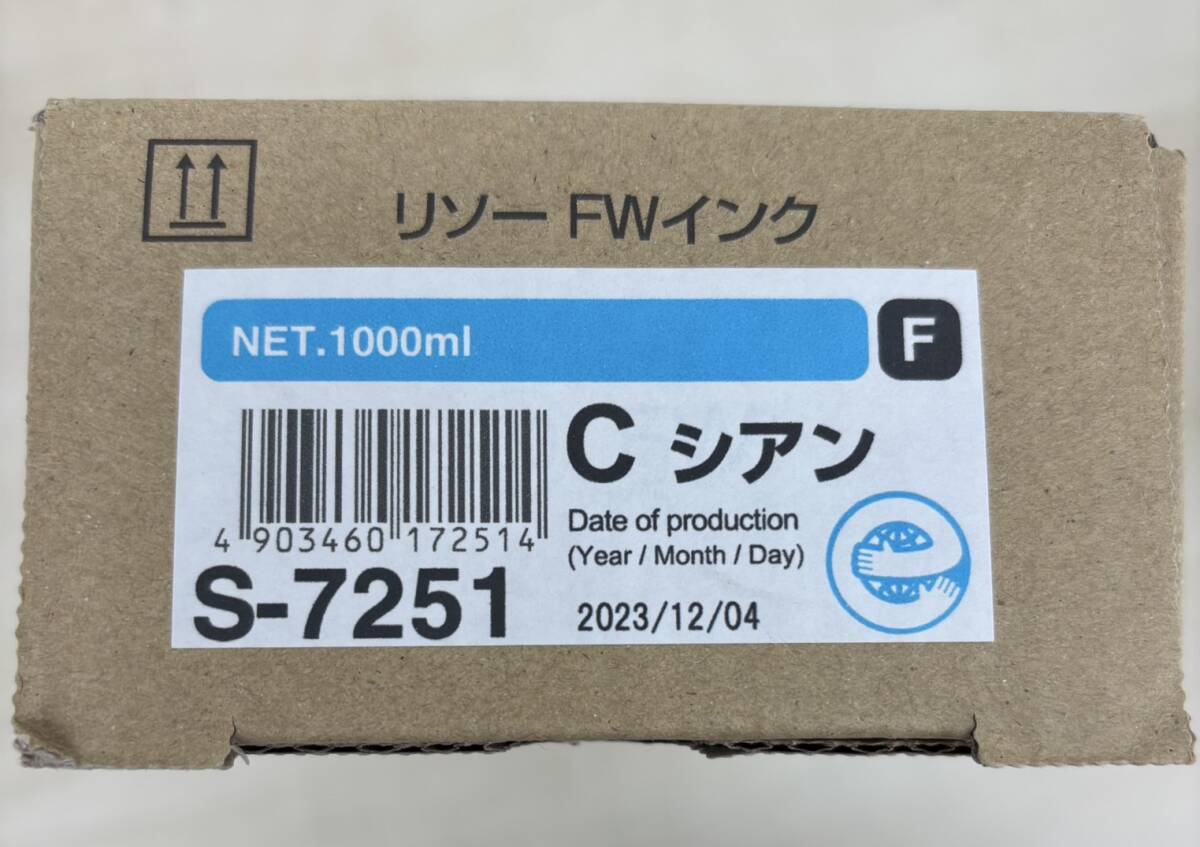 リソー FWインク
NET.1000ml
F
C シアン
4 903460 172514
Date of production
(Year / Month / Day)
S-7251
2023/12/04